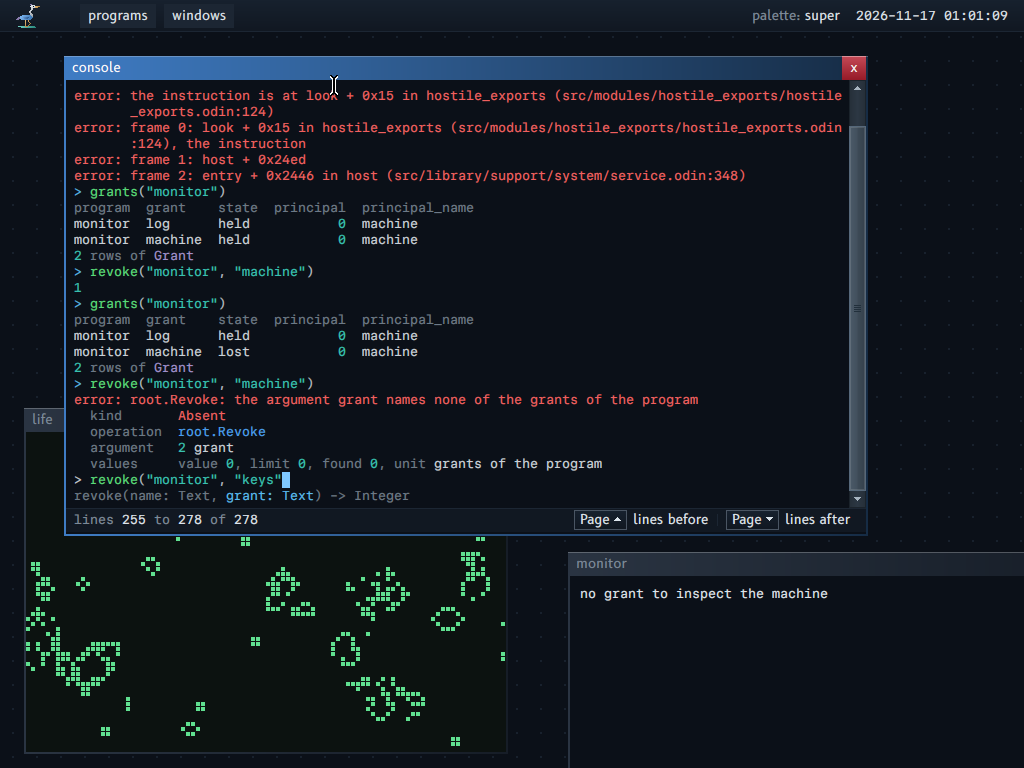 programs windows palette: super 2026-11-17 01:01:09
console x
error: the instruction is at look + 0x15 in hostile_exports (src/modules/hostile_exports/hostile
_exports.odin:124)
error: frame 0: look + 0x15 in hostile_exports (src/modules/hostile_exports/hostile_exports.odin
:124), the instruction
error: frame 1: host + 0x24ed
error: frame 2: entry + 0x2446 in host (src/library/support/system/service.odin:348)
> grants("monitor")
program grant state principal principal_name
monitor log held 0 machine
monitor machine held 0 machine
2 rows of Grant
> revoke("monitor", "machine")
1
> grants("monitor")
program grant state principal principal_name
monitor log held 0 machine
monitor machine lost 0 machine
2 rows of Grant
> revoke("monitor", "machine")
error: root.Revoke: the argument grant names none of the grants of the program
kind Absent
operation root.Revoke
argument 2 grant
values value 0, limit 0, found 0, unit grants of the program
> revoke("monitor", "keys"
revoke(name: Text, grant: Text) -> Integer
lines 255 to 278 of 278 Page lines before Page lines after
life
monitor
no grant to inspect the machine